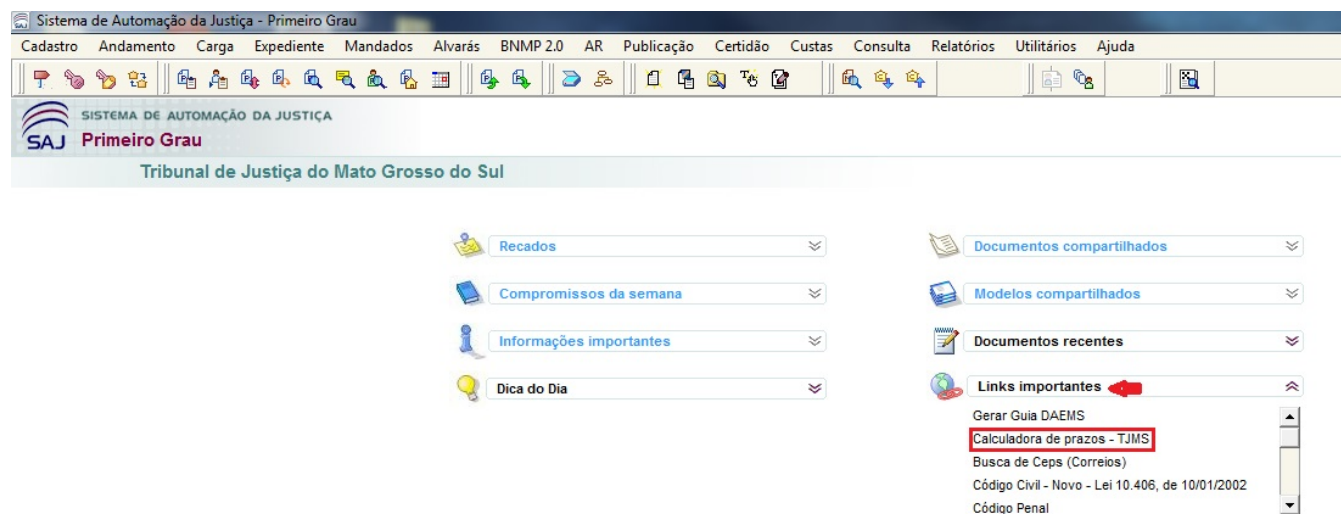 Sistema de Automação da Justiça - Primeiro Grau
Cadastro Andamento Carga Expediente Mandados Alvarás BNMP 2.0 AR Publicação Certidão Custas Consulta Relatórios Utilitários Ajuda
SISTEMA DE AUTOMAÇÃO DA JUSTIÇA
SAJ Primeiro Grau
Tribunal de Justiça do Mato Grosso do Sul
Recados
Compromissos da semana
Informações importantes
Dica do Dia
Documentos compartilhados
Modelos compartilhados
Documentos recentes
Links importantes
Gerar Guia DAEMS
Calculadora de prazos - TJMS
Busca de Ceps (Correios)
Código Civil - Novo - Lei 10.406, de 10/01/2002
Código Penal